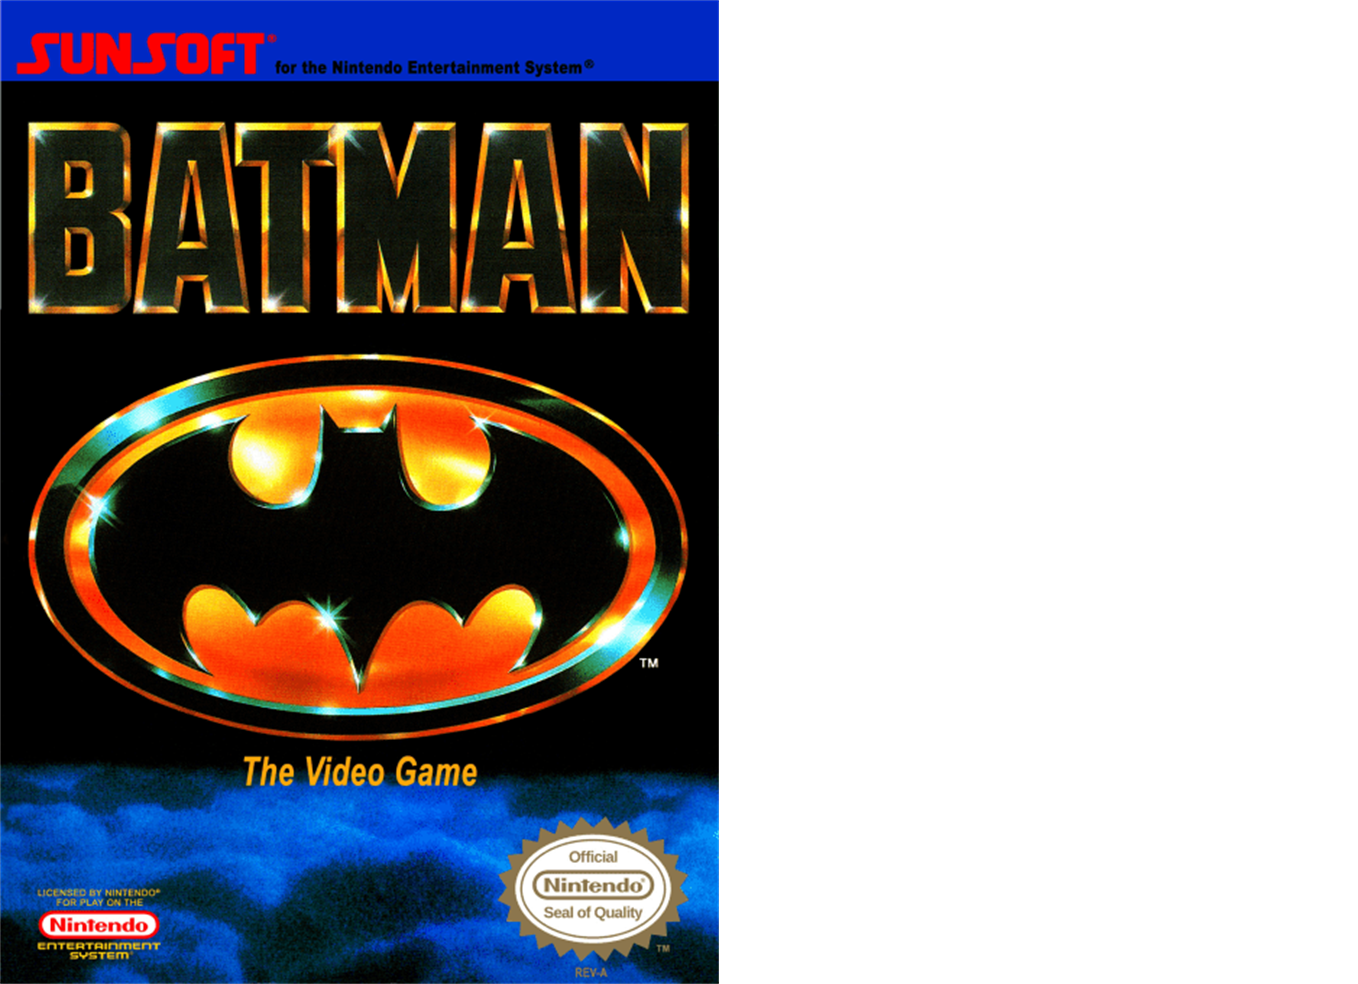 SUNSOFT® for the Nintendo Entertainment System®
BATMAN
TM
The Video Game
LICENSED BY NINTENDO®
FOR PLAY ON THE
Nintendo
ENTERTAINMENT
SYSTEM®
Official
Nintendo®
Seal of Quality
TM
REV-A